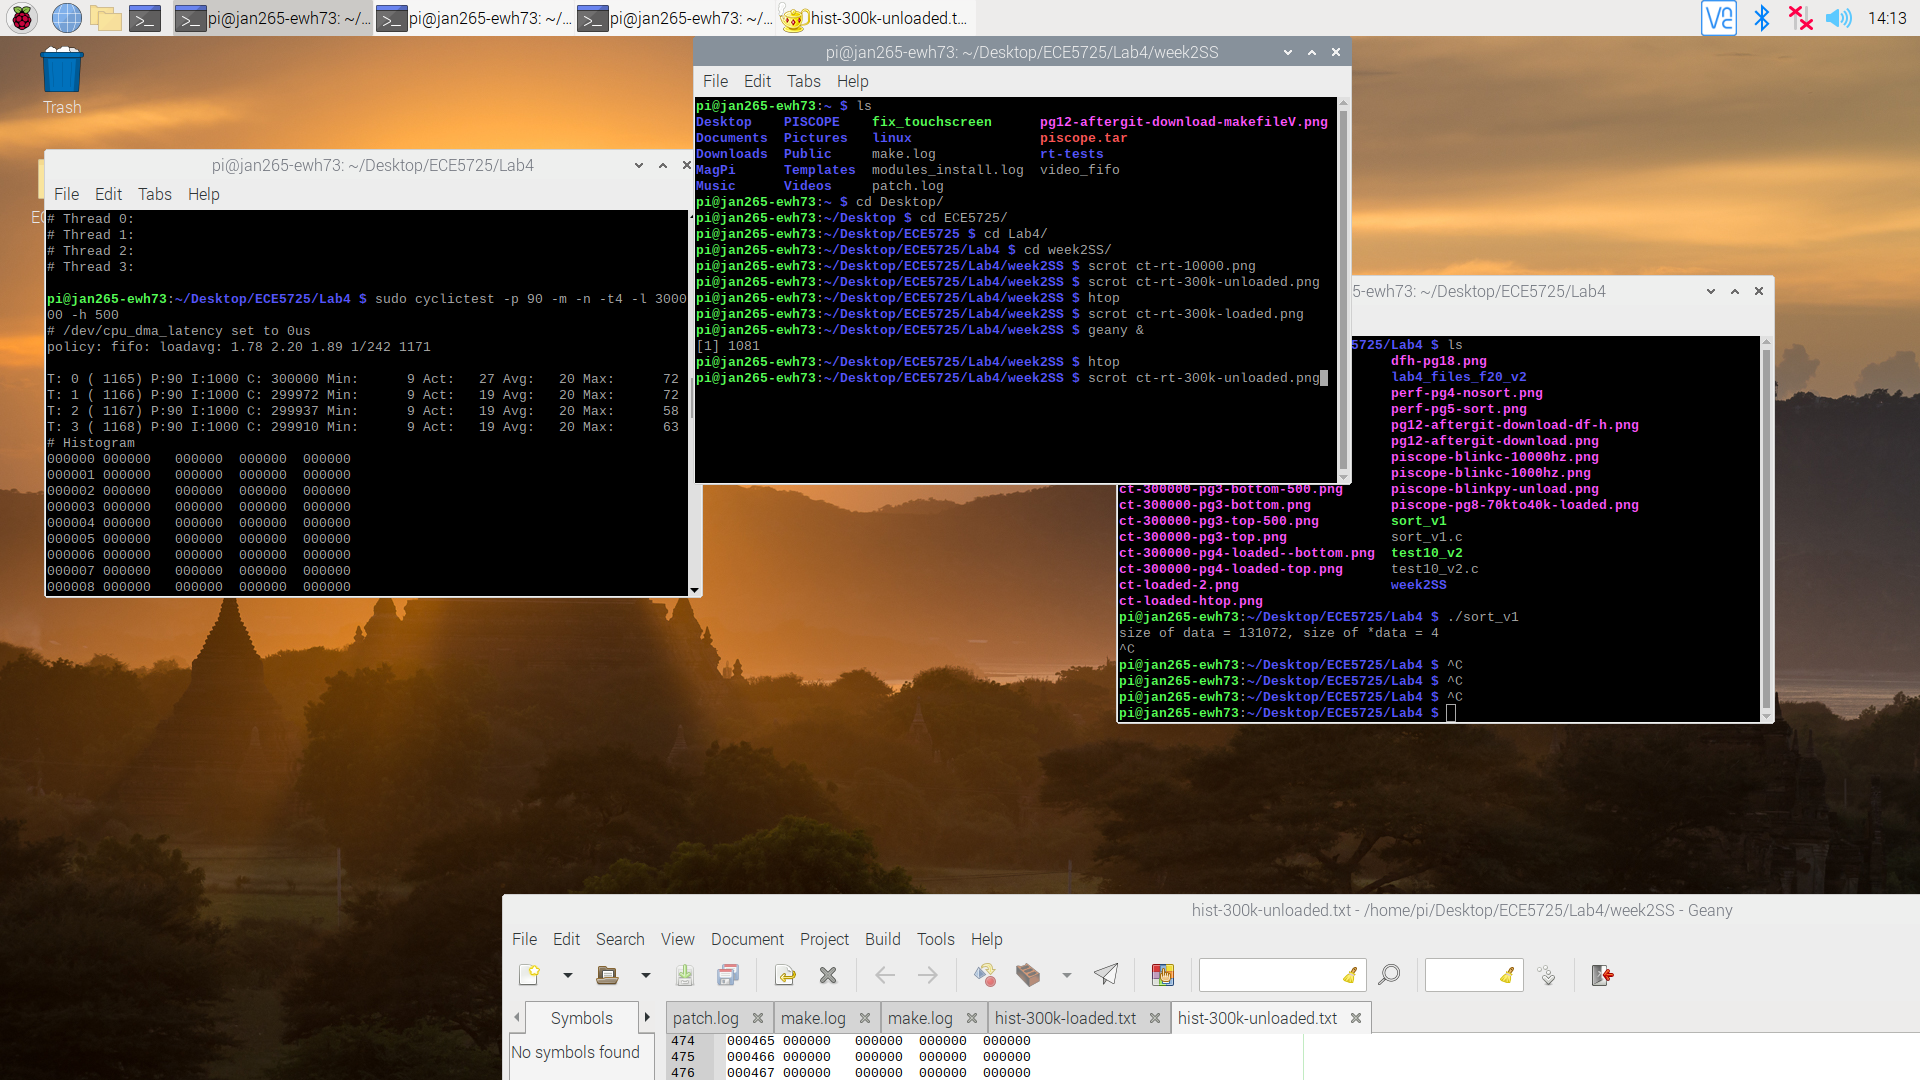 pi@jan265-ewh73: ~/...
pi@jan265-ewh73: ~/...
pi@jan265-ewh73: ~/...
hist-300k-unloaded.t...
14:13
Trash
pi@jan265-ewh73: ~/Desktop/ECE5725/Lab4
File Edit Tabs Help
# Thread 0:
# Thread 1:
# Thread 2:
# Thread 3:
pi@jan265-ewh73:~/Desktop/ECE5725/Lab4 $ sudo cyclictest -p 90 -m -n -t4 -l 3000
00 -h 500
# /dev/cpu_dma_latency set to 0us
policy: fifo: loadavg: 1.78 2.20 1.89 1/242 1171
T: 0 ( 1165) P:90 I:1000 C: 300000 Min: 9 Act: 27 Avg: 20 Max: 72
T: 1 ( 1166) P:90 I:1000 C: 299972 Min: 9 Act: 19 Avg: 20 Max: 72
T: 2 ( 1167) P:90 I:1000 C: 299937 Min: 9 Act: 19 Avg: 20 Max: 58
T: 3 ( 1168) P:90 I:1000 C: 299910 Min: 9 Act: 19 Avg: 20 Max: 63
# Histogram
000000 000000 000000 000000 000000
000001 000000 000000 000000 000000
000002 000000 000000 000000 000000
000003 000000 000000 000000 000000
000004 000000 000000 000000 000000
000005 000000 000000 000000 000000
000006 000000 000000 000000 000000
000007 000000 000000 000000 000000
000008 000000 000000 000000 000000
pi@jan265-ewh73: ~/Desktop/ECE5725/Lab4/week2SS
File Edit Tabs Help
pi@jan265-ewh73:~ $ ls
Desktop PISCOPE fix_touchscreen pg12-aftergit-download-makefileV.png
Documents Pictures linux piscope.tar
Downloads Public make.log rt-tests
MagPi Templates modules_install.log video_fifo
Music Videos patch.log
pi@jan265-ewh73:~ $ cd Desktop/
pi@jan265-ewh73:~/Desktop $ cd ECE5725/
pi@jan265-ewh73:~/Desktop/ECE5725 $ cd Lab4/
pi@jan265-ewh73:~/Desktop/ECE5725/Lab4 $ cd week2SS/
pi@jan265-ewh73:~/Desktop/ECE5725/Lab4/week2SS $ scrot ct-rt-10000.png
pi@jan265-ewh73:~/Desktop/ECE5725/Lab4/week2SS $ scrot ct-rt-300k-unloaded.png
pi@jan265-ewh73:~/Desktop/ECE5725/Lab4/week2SS $ htop
pi@jan265-ewh73:~/Desktop/ECE5725/Lab4/week2SS $ scrot ct-rt-300k-loaded.png
pi@jan265-ewh73:~/Desktop/ECE5725/Lab4/week2SS $ geany &
[1] 1081
pi@jan265-ewh73:~/Desktop/ECE5725/Lab4/week2SS $ htop
pi@jan265-ewh73:~/Desktop/ECE5725/Lab4/week2SS $ scrot ct-rt-300k-unloaded.png
5-ewh73: ~/Desktop/ECE5725/Lab4
5725/Lab4 $ ls
dfh-pg18.png
lab4_files_f20_v2
perf-pg4-nosort.png
perf-pg5-sort.png
pg12-aftergit-download-df-h.png
pg12-aftergit-download.png
piscope-blinkc-10000hz.png
piscope-blinkc-1000hz.png
ct-300000-pg3-bottom-500.png piscope-blinkpy-unload.png
ct-300000-pg3-bottom.png piscope-pg8-70kto40k-loaded.png
ct-300000-pg3-top-500.png sort_v1
ct-300000-pg3-top.png sort_v1.c
ct-300000-pg4-loaded--bottom.png test10_v2
ct-300000-pg4-loaded-top.png test10_v2.c
ct-loaded-2.png week2SS
ct-loaded-htop.png
pi@jan265-ewh73:~/Desktop/ECE5725/Lab4 $ ./sort_v1
size of data = 131072, size of *data = 4
^C
pi@jan265-ewh73:~/Desktop/ECE5725/Lab4 $ ^C
pi@jan265-ewh73:~/Desktop/ECE5725/Lab4 $ ^C
pi@jan265-ewh73:~/Desktop/ECE5725/Lab4 $ ^C
pi@jan265-ewh73:~/Desktop/ECE5725/Lab4 $
hist-300k-unloaded.txt - /home/pi/Desktop/ECE5725/Lab4/week2SS - Geany
File Edit Search View Document Project Build Tools Help
Symbols patch.log make.log make.log hist-300k-loaded.txt hist-300k-unloaded.txt
No symbols found
474 000465 000000 000000 000000 000000
475 000466 000000 000000 000000 000000
476 000467 000000 000000 000000 000000